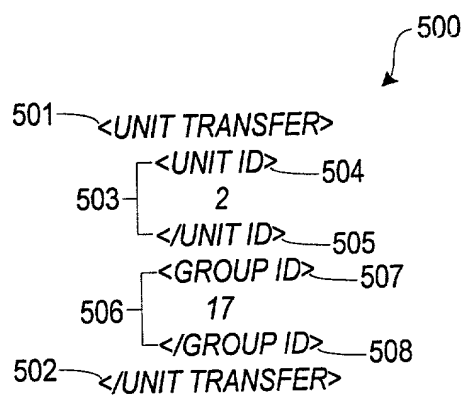 500
501 <UNIT TRANSFER>
<UNIT ID> 504
503 2
</UNIT ID> 505
<GROUP ID> 507
506 17
</GROUP ID> 508
502 </UNIT TRANSFER>